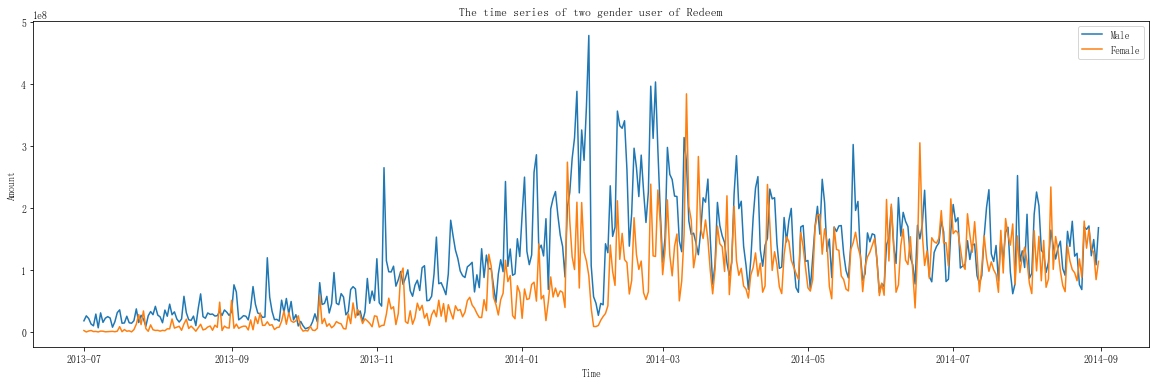 The time series of two gender user of Redeem
1e8
5
4
3
2
1
0
Amount
2013-07 2013-09 2013-11 2014-01 2014-03 2014-05 2014-07 2014-09
Time
Male
Female